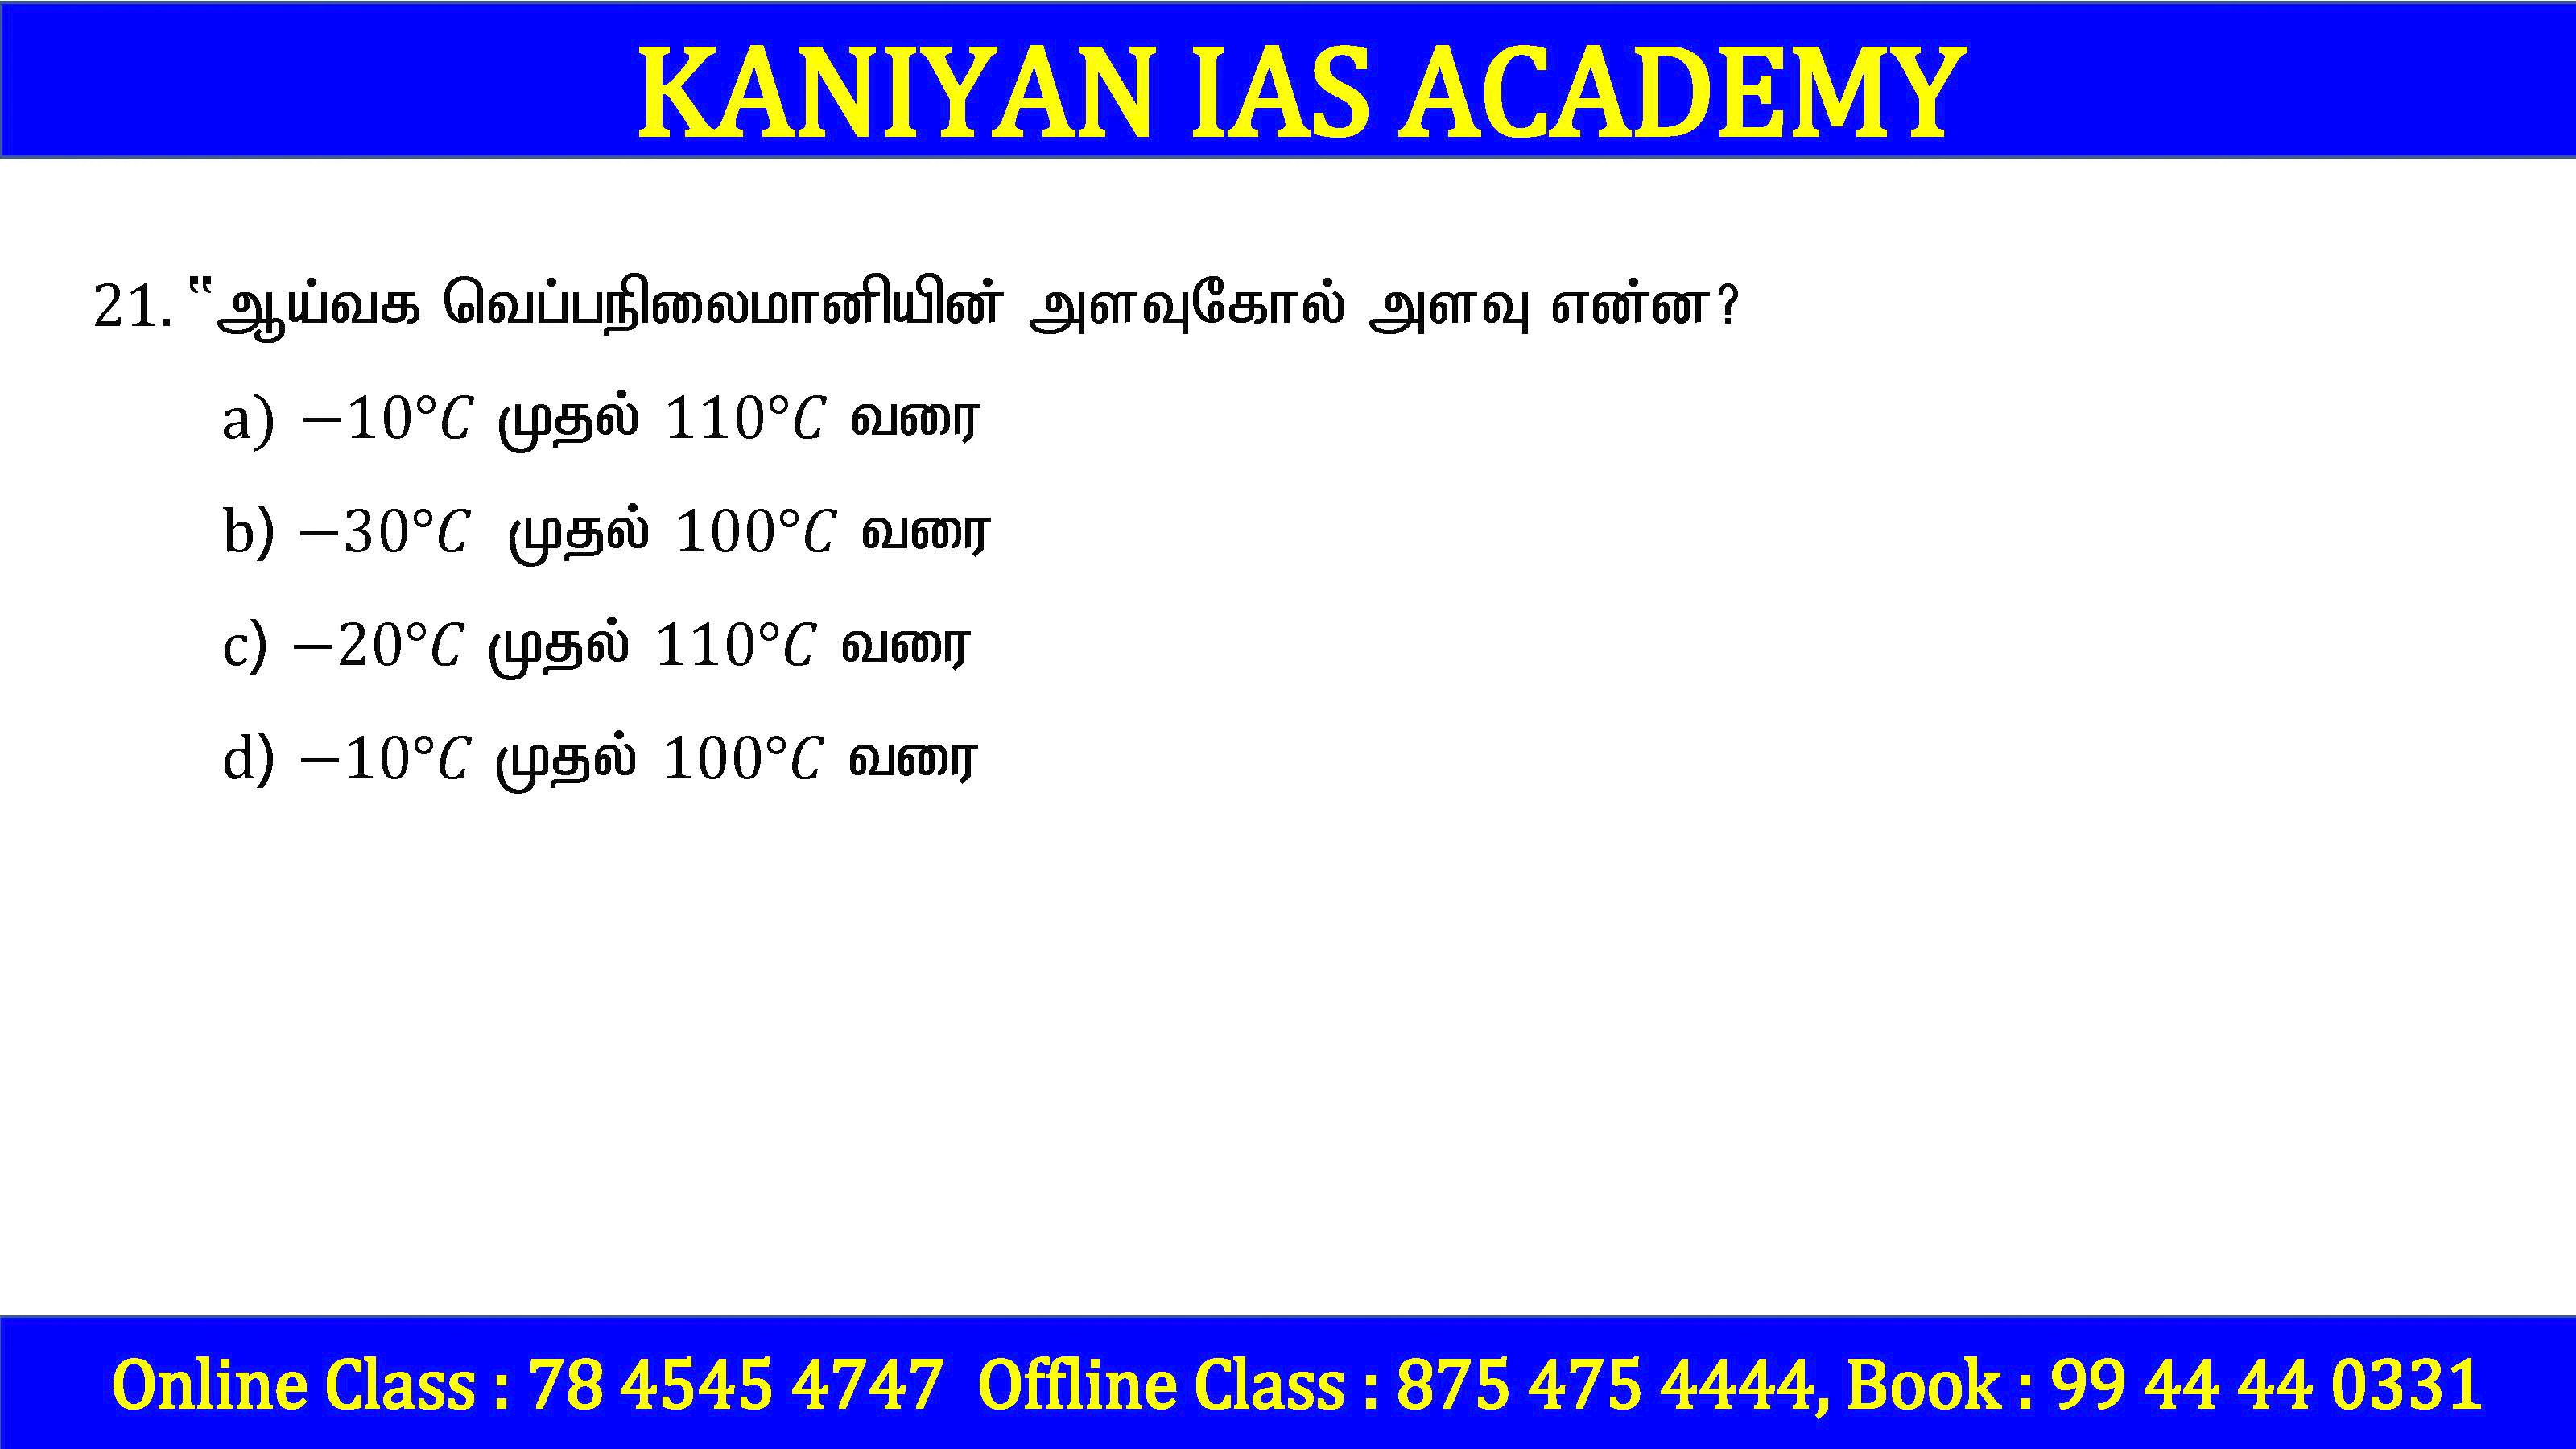 KANIYAN IAS ACADEMY
21. “ஆய்வக வெப்பநிலைமானியின் அளவுகோல் அளவு என்ன?
a) −10°C முதல் 110°C வரை
b) −30°C முதல் 100°C வரை
c) −20°C முதல் 110°C வரை
d) −10°C முதல் 100°C வரை
Online Class : 78 4545 4747 Offline Class : 875 475 4444, Book : 99 44 44 0331